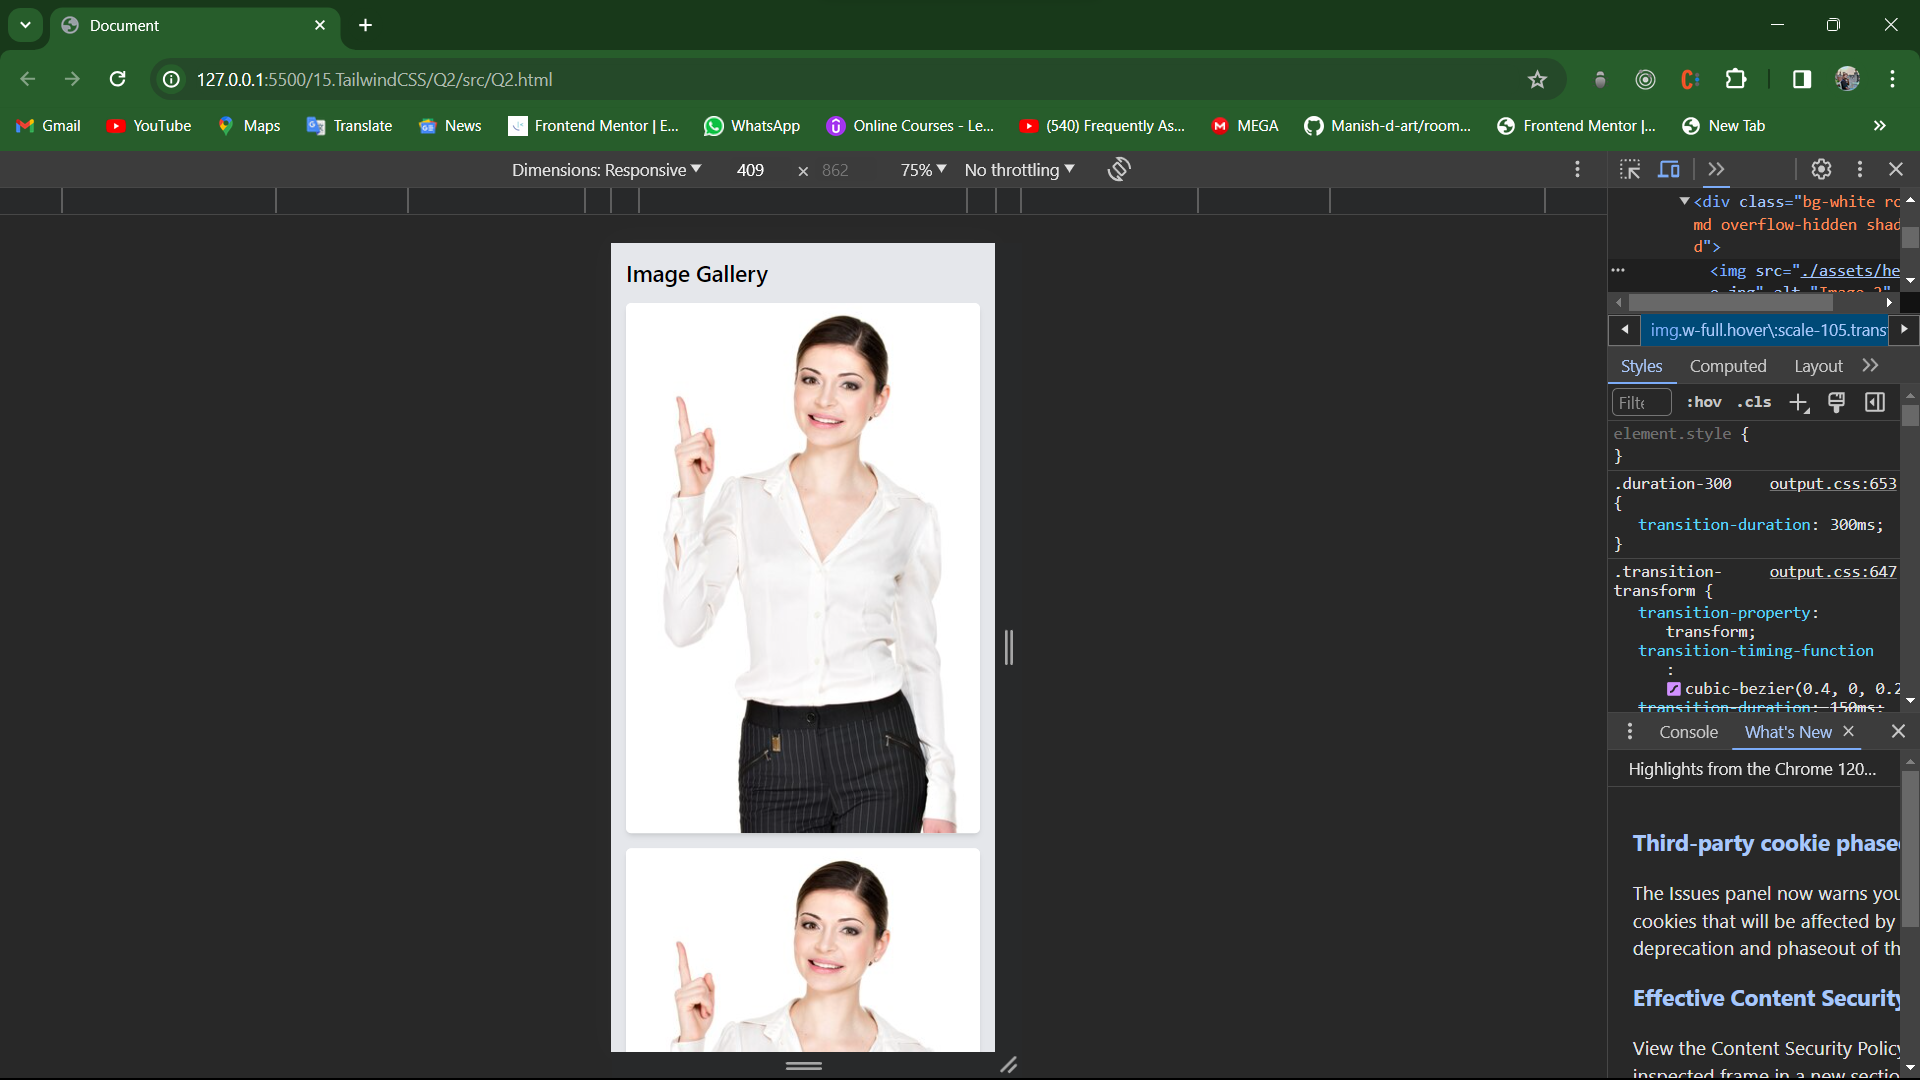 Document
127.0.0.1:5500/15.TailwindCSS/Q2/src/Q2.html
Gmail YouTube Maps Translate News Frontend Mentor | E... WhatsApp Online Courses - Le... (540) Frequently As... MEGA Manish-d-art/room... Frontend Mentor |... New Tab
Dimensions: Responsive 409 × 862 75% No throttling
Image Gallery
<div class="bg-white ro
md overflow-hidden shad
d">
<img src="./assets/he
img.w-full.hover\:scale-105.trans
Styles Computed Layout
:hov .cls
element.style {
}
.duration-300 output.css:653
{
transition-duration: 300ms;
}
.transition- output.css:647
transform {
transition-property:
transform;
transition-timing-function
:
cubic-bezier(0.4, 0, 0.2
transition-duration: 150ms;
Console What's New
Highlights from the Chrome 120...
Third-party cookie phase
The Issues panel now warns you
cookies that will be affected by
deprecation and phaseout of th
Effective Content Security
View the Content Security Policy
inspected frame in a new sectio